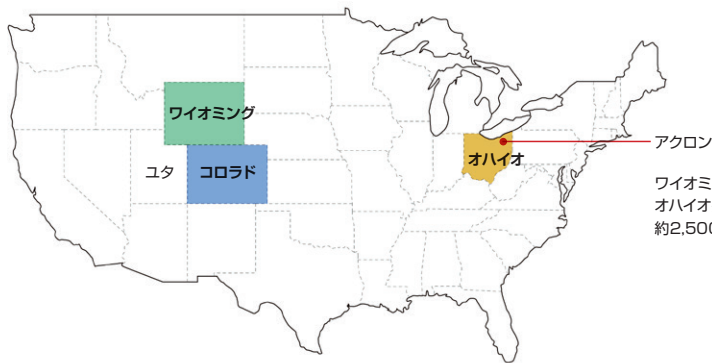 ワイオミング
ユタ
コロラド
オハイオ
アクロン
ワイオミ
オハイオ
約2,500